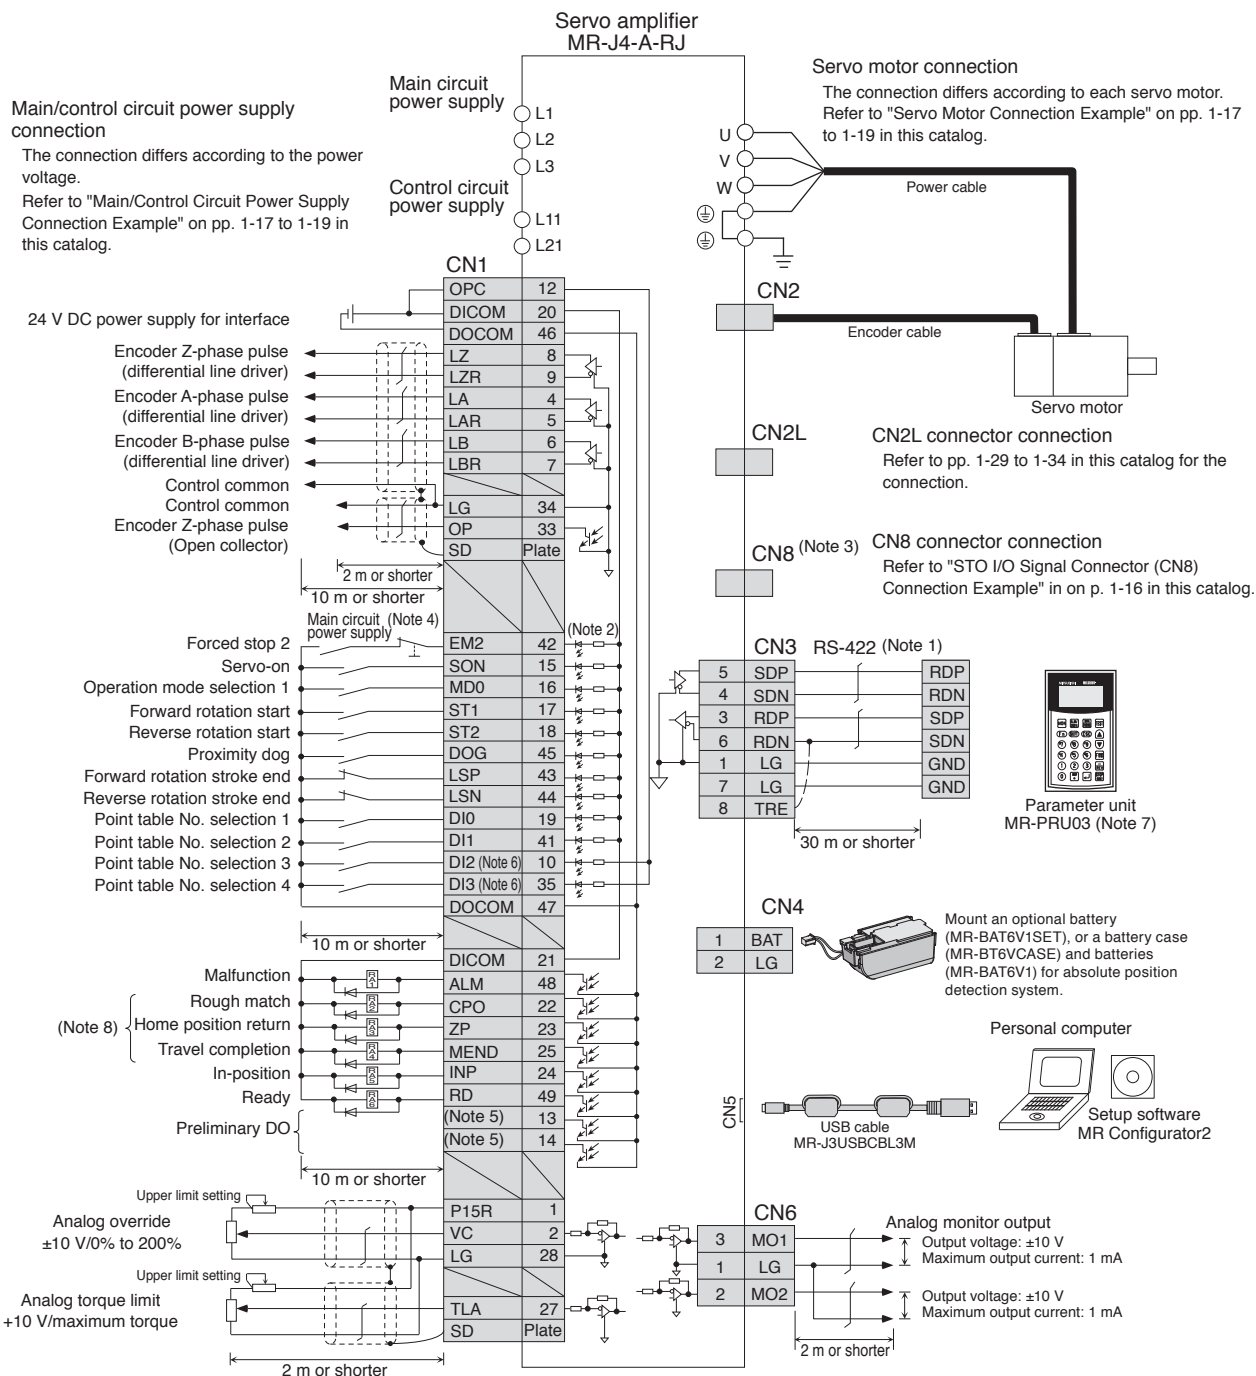 Servo amplifier
MR-J4-A-RJ
Main circuit
power supply
L1
L2
L3
Control circuit
power supply
L11
L21
Main/control circuit power supply
connection
The connection differs according to the power
voltage.
Refer to "Main/Control Circuit Power Supply
Connection Example" on pp. 1-17 to 1-19 in
this catalog.
Servo motor connection
The connection differs according to each servo motor.
Refer to "Servo Motor Connection Example" on pp. 1-17
to 1-19 in this catalog.
U
V
W
Power cable
CN2
Encoder cable
Servo motor
CN2L
CN2L connector connection
Refer to pp. 1-29 to 1-34 in this catalog for the
connection.
CN8 (Note 3)
CN8 connector connection
Refer to "STO I/O Signal Connector (CN8)
Connection Example" in on p. 1-16 in this catalog.
CN1
OPC 12
DICOM 20
24 V DC power supply for interface
DOCOM 46
Encoder Z-phase pulse
(differential line driver)
LZ 8
LZR 9
Encoder A-phase pulse
(differential line driver)
LA 4
LAR 5
Encoder B-phase pulse
(differential line driver)
LB 6
LBR 7
Control common
Control common LG 34
Encoder Z-phase pulse
(Open collector)
OP 33
SD Plate
2 m or shorter
10 m or shorter
Main circuit
power supply
(Note 4)
(Note 2)
Forced stop 2 EM2 42
Servo-on SON 15
Operation mode selection 1 MD0 16
Forward rotation start ST1 17
Reverse rotation start ST2 18
Proximity dog DOG 45
Forward rotation stroke end LSP 43
Reverse rotation stroke end LSN 44
Point table No. selection 1 DI0 19
Point table No. selection 2 DI1 41
Point table No. selection 3 DI2 (Note 6) 10
Point table No. selection 4 DI3 (Note 6) 35
DOCOM 47
10 m or shorter
DICOM 21
Malfunction RA1 ALM 48
(Note 8)
Rough match RA2 CPO 22
Home position return RA3 ZP 23
Travel completion RA4 MEND 25
In-position RA5 INP 24
Ready RA6 RD 49
Preliminary DO
(Note 5) 13
(Note 5) 14
10 m or shorter
Upper limit setting
P15R 1
Analog override
±10 V/0% to 200%
VC 2
LG 28
Upper limit setting
Analog torque limit
+10 V/maximum torque
TLA 27
SD Plate
2 m or shorter
CN3 RS-422 (Note 1)
5 SDP RDP
4 SDN RDN
3 RDP SDP
6 RDN SDN
1 LG GND
7 LG GND
8 TRE
30 m or shorter
Parameter unit
MR-PRU03 (Note 7)
CN4
1 BAT
2 LG
Mount an optional battery
(MR-BAT6V1SET), or a battery case
(MR-BT6VCASE) and batteries
(MR-BAT6V1) for absolute position
detection system.
Personal computer
CN5
USB cable
MR-J3USBCBL3M
Setup software
MR Configurator2
CN6
3 MO1
1 LG
2 MO2
Analog monitor output
Output voltage: ±10 V
Maximum output current: 1 mA
Output voltage: ±10 V
Maximum output current: 1 mA
2 m or shorter